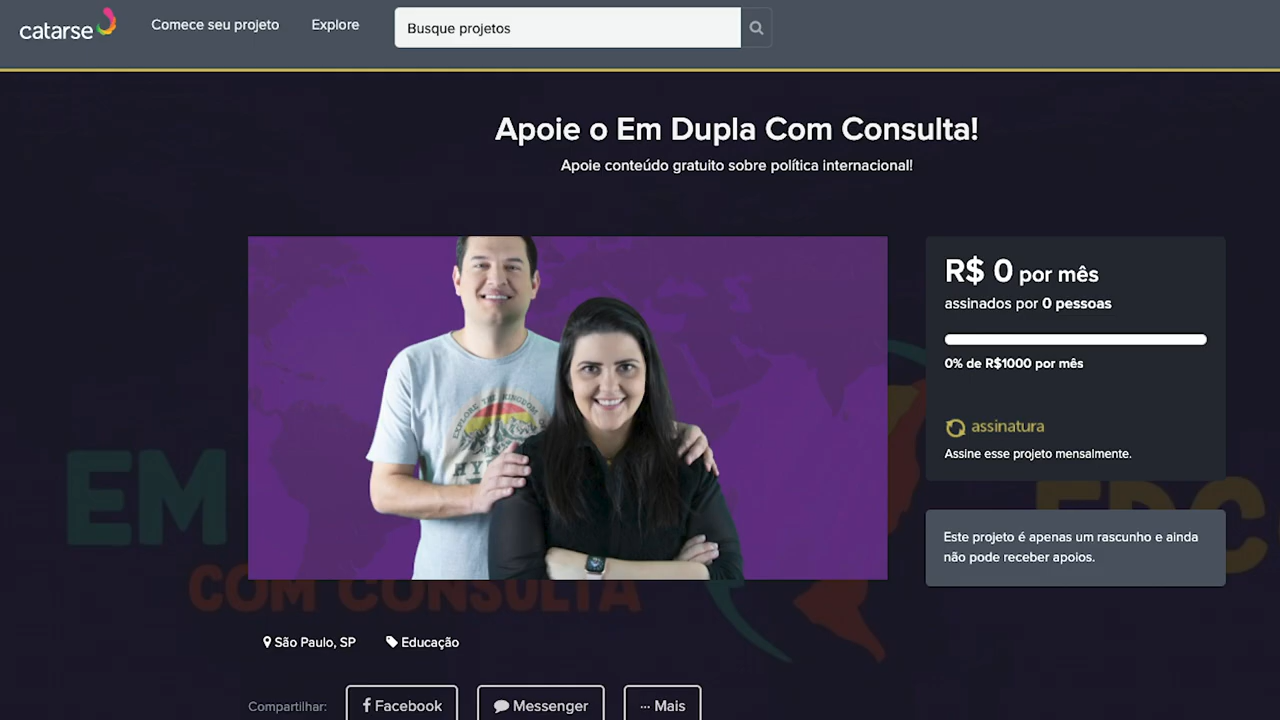 catarse
Comece seu projeto
Explore
Busque projetos
Apoie o Em Dupla Com Consulta!
Apoie conteúdo gratuito sobre política internacional!
EXPLORE THE KINGDOM
R$ 0 por mês
assinados por 0 pessoas
0% de R$1000 por mês
assinatura
Assine esse projeto mensalmente.
Este projeto é apenas um rascunho e ainda
não pode receber apoios.
EM
EDC
COM CONSULTA
São Paulo, SP
Educação
Compartilhar:
Facebook
Messenger
··· Mais